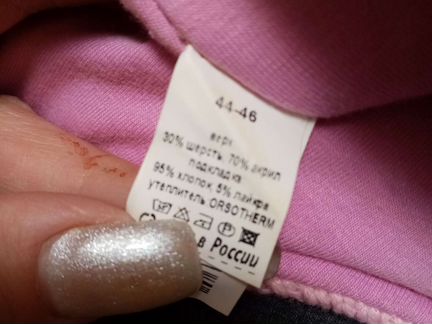 44-46
верх
30% шерсть, 70% акрил
подкладка
95% хлопок, 5% лайкра
утеплитель ORSOTHERM
в России